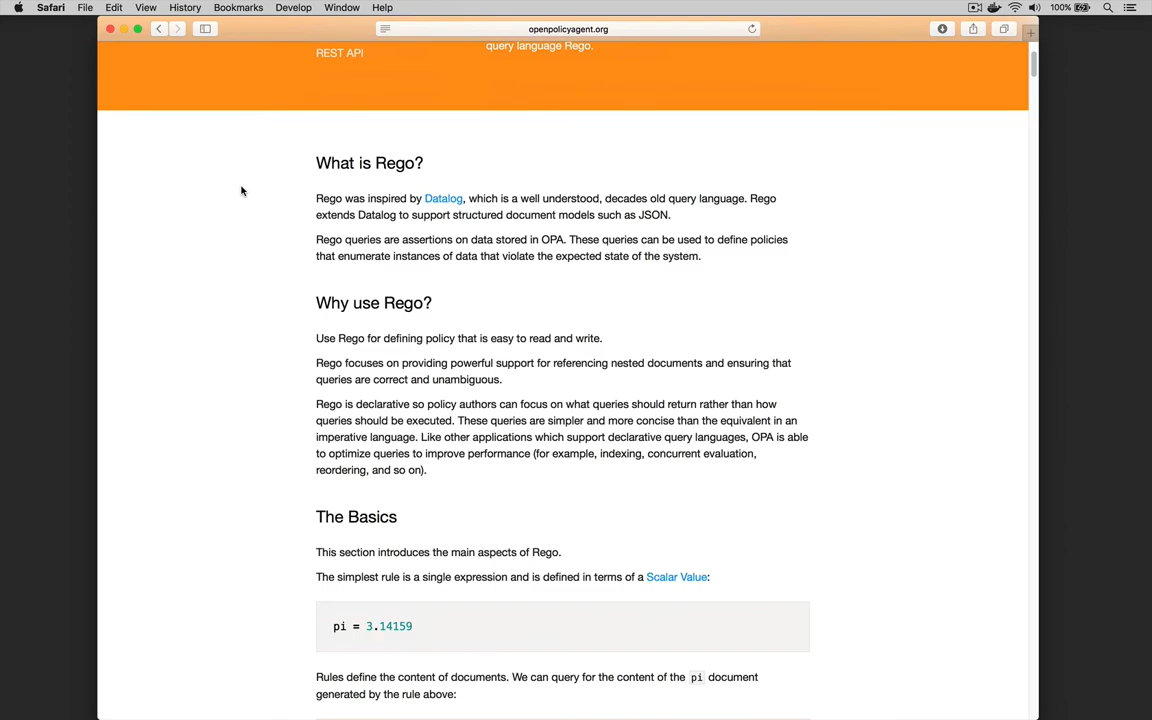 Safari File Edit View History Bookmarks Develop Window Help 100%
openpolicyagent.org
query language Rego.
REST API
What is Rego?
Rego was inspired by Datalog, which is a well understood, decades old query language. Rego
extends Datalog to support structured document models such as JSON.
Rego queries are assertions on data stored in OPA. These queries can be used to define policies
that enumerate instances of data that violate the expected state of the system.
Why use Rego?
Use Rego for defining policy that is easy to read and write.
Rego focuses on providing powerful support for referencing nested documents and ensuring that
queries are correct and unambiguous.
Rego is declarative so policy authors can focus on what queries should return rather than how
queries should be executed. These queries are simpler and more concise than the equivalent in an
imperative language. Like other applications which support declarative query languages, OPA is able
to optimize queries to improve performance (for example, indexing, concurrent evaluation,
reordering, and so on).
The Basics
This section introduces the main aspects of Rego.
The simplest rule is a single expression and is defined in terms of a Scalar Value:
pi = 3.14159
Rules define the content of documents. We can query for the content of the pi document
generated by the rule above: